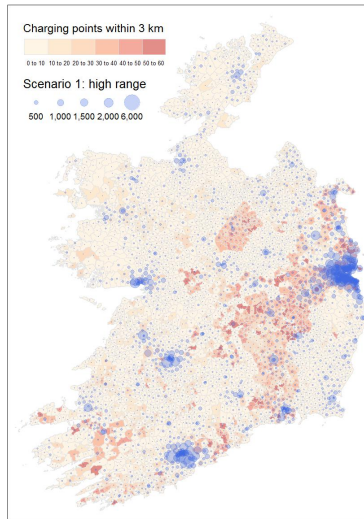 Charging points within 3 km
0 to 10 10 to 20 20 to 30 30 to 40 40 to 50 50 to 60
Scenario 1: high range
500 1,000 1,500 2,000 6,000